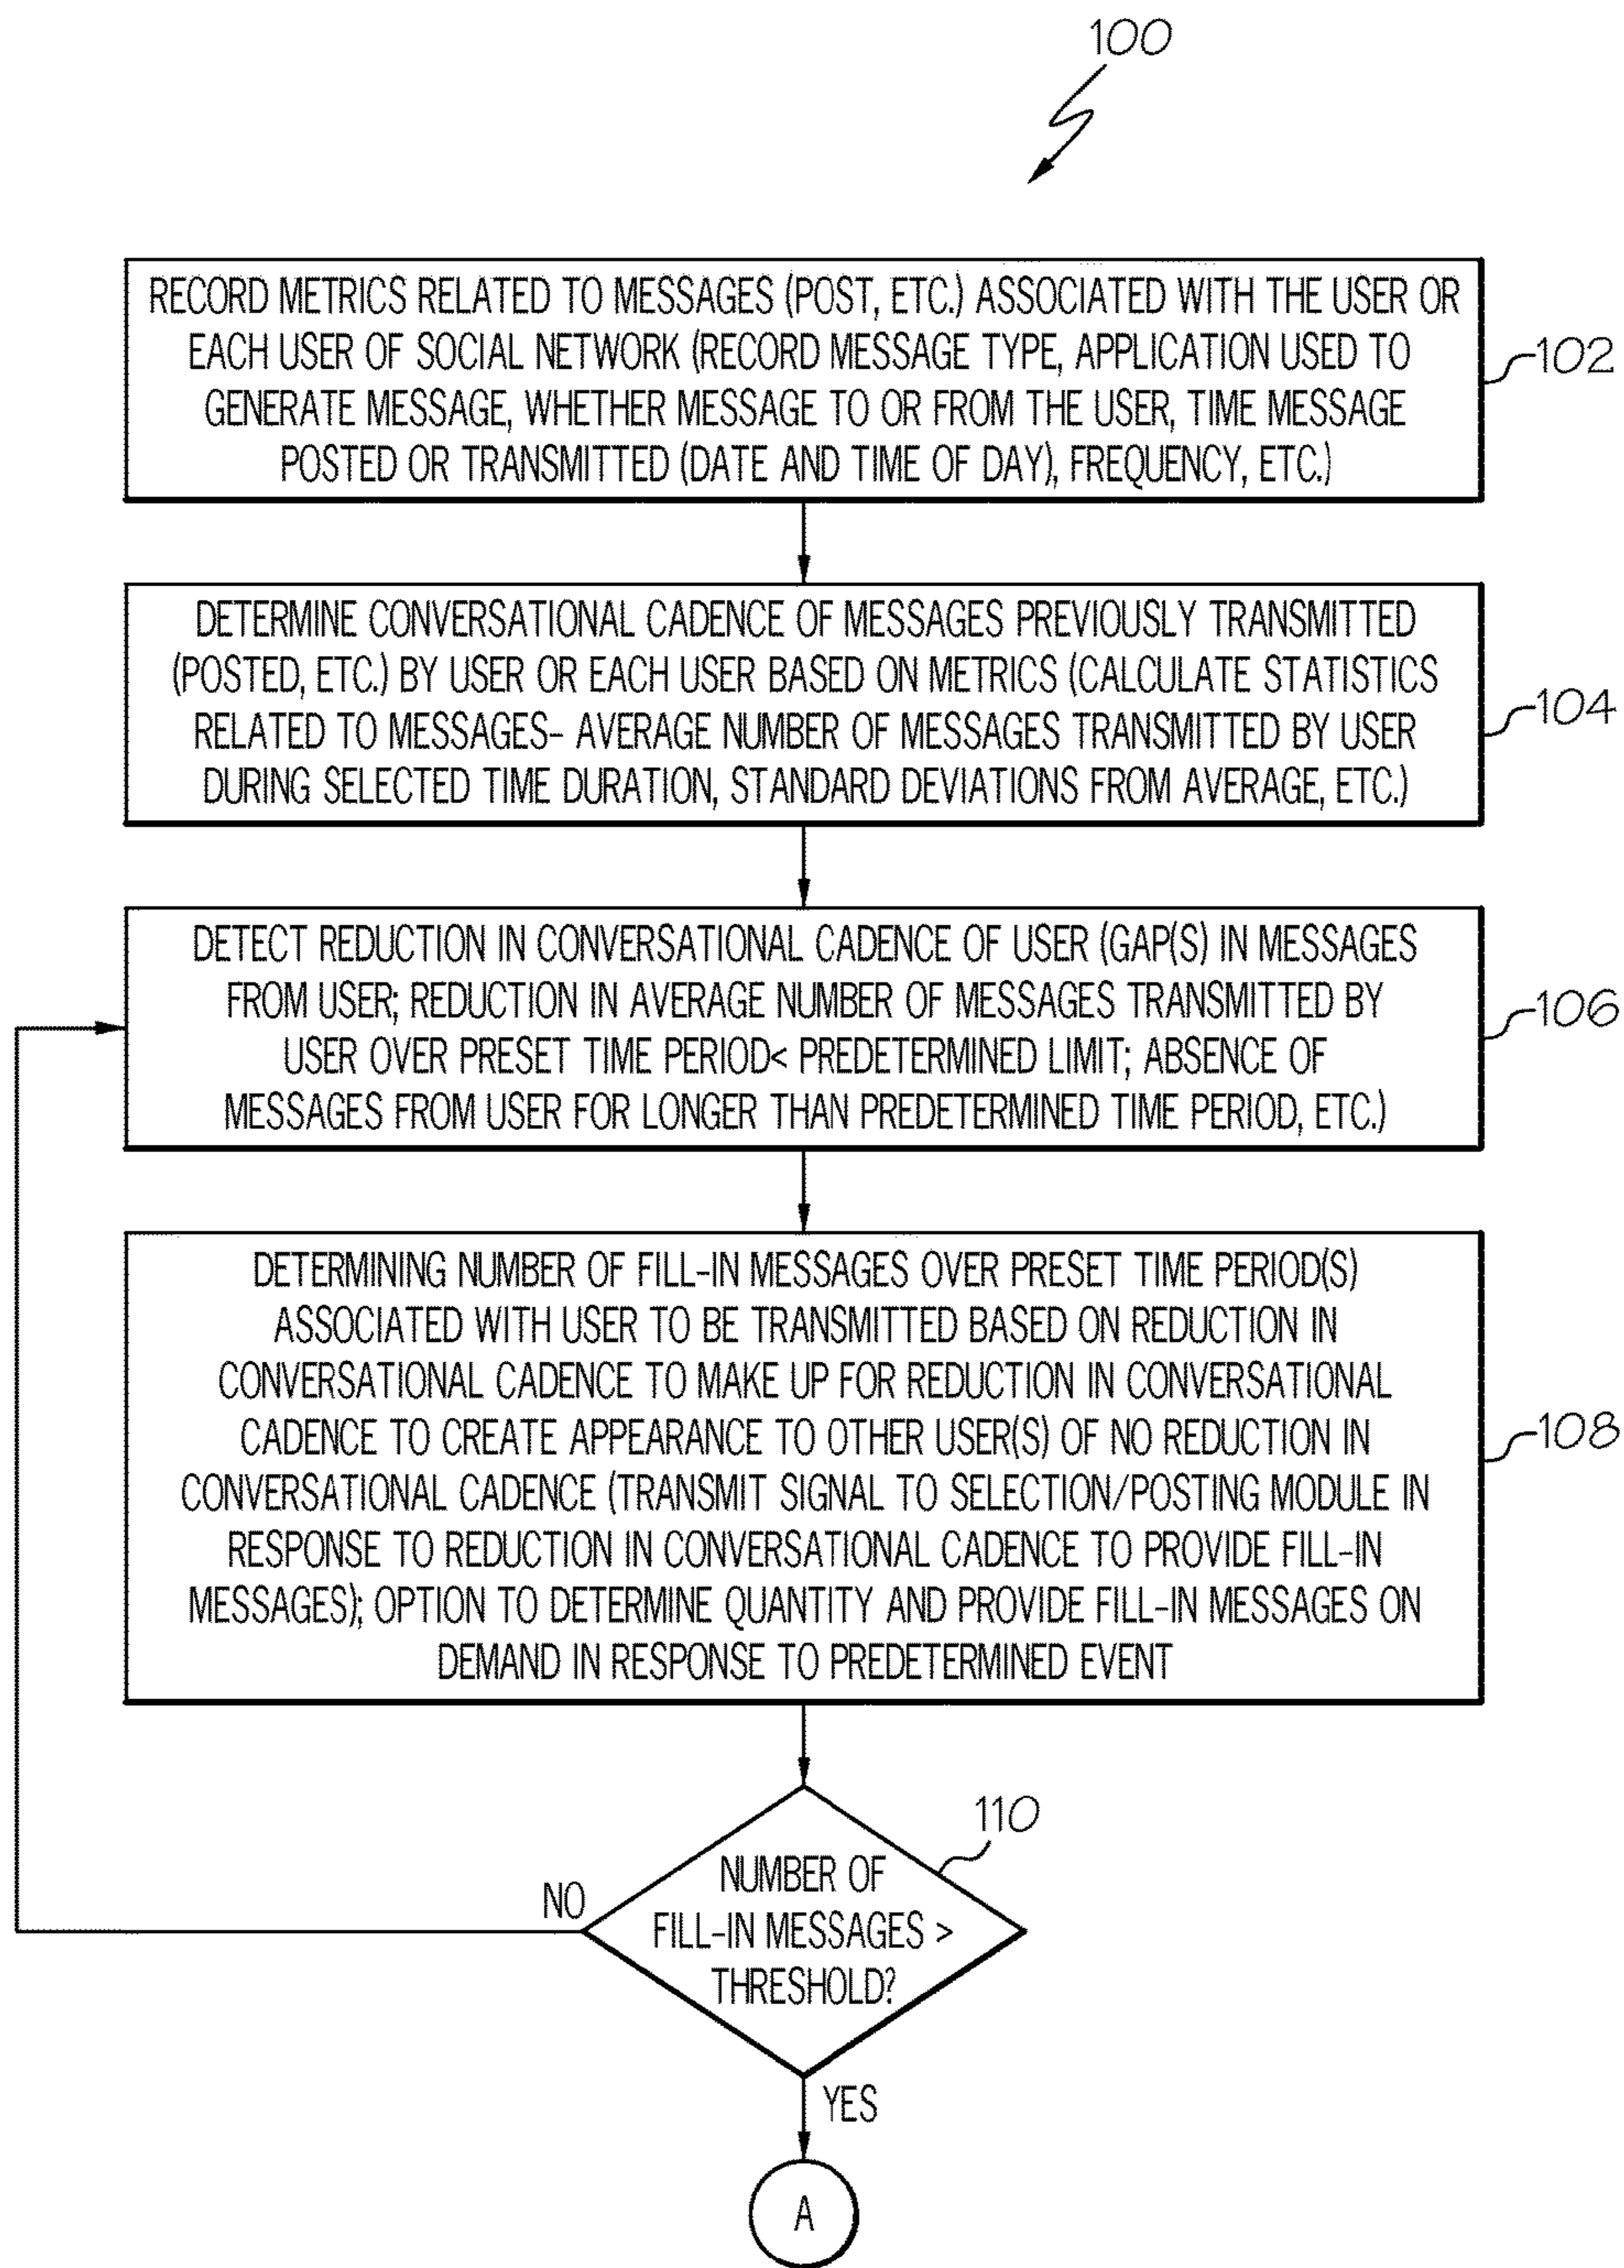 100
RECORD METRICS RELATED TO MESSAGES (POST, ETC.) ASSOCIATED WITH THE USER OR
EACH USER OF SOCIAL NETWORK (RECORD MESSAGE TYPE, APPLICATION USED TO
GENERATE MESSAGE, WHETHER MESSAGE TO OR FROM THE USER, TIME MESSAGE
POSTED OR TRANSMITTED (DATE AND TIME OF DAY), FREQUENCY, ETC.)
102
DETERMINE CONVERSATIONAL CADENCE OF MESSAGES PREVIOUSLY TRANSMITTED
(POSTED, ETC.) BY USER OR EACH USER BASED ON METRICS (CALCULATE STATISTICS
RELATED TO MESSAGES- AVERAGE NUMBER OF MESSAGES TRANSMITTED BY USER
DURING SELECTED TIME DURATION, STANDARD DEVIATIONS FROM AVERAGE, ETC.)
104
DETECT REDUCTION IN CONVERSATIONAL CADENCE OF USER (GAP(S) IN MESSAGES
FROM USER; REDUCTION IN AVERAGE NUMBER OF MESSAGES TRANSMITTED BY
USER OVER PRESET TIME PERIOD< PREDETERMINED LIMIT; ABSENCE OF
MESSAGES FROM USER FOR LONGER THAN PREDETERMINED TIME PERIOD, ETC.)
106
DETERMINING NUMBER OF FILL-IN MESSAGES OVER PRESET TIME PERIOD(S)
ASSOCIATED WITH USER TO BE TRANSMITTED BASED ON REDUCTION IN
CONVERSATIONAL CADENCE TO MAKE UP FOR REDUCTION IN CONVERSATIONAL
CADENCE TO CREATE APPEARANCE TO OTHER USER(S) OF NO REDUCTION IN
CONVERSATIONAL CADENCE (TRANSMIT SIGNAL TO SELECTION/POSTING MODULE IN
RESPONSE TO REDUCTION IN CONVERSATIONAL CADENCE TO PROVIDE FILL-IN
MESSAGES); OPTION TO DETERMINE QUANTITY AND PROVIDE FILL-IN MESSAGES ON
DEMAND IN RESPONSE TO PREDETERMINED EVENT
108
110
NUMBER OF
FILL-IN MESSAGES >
THRESHOLD?
NO
YES
A